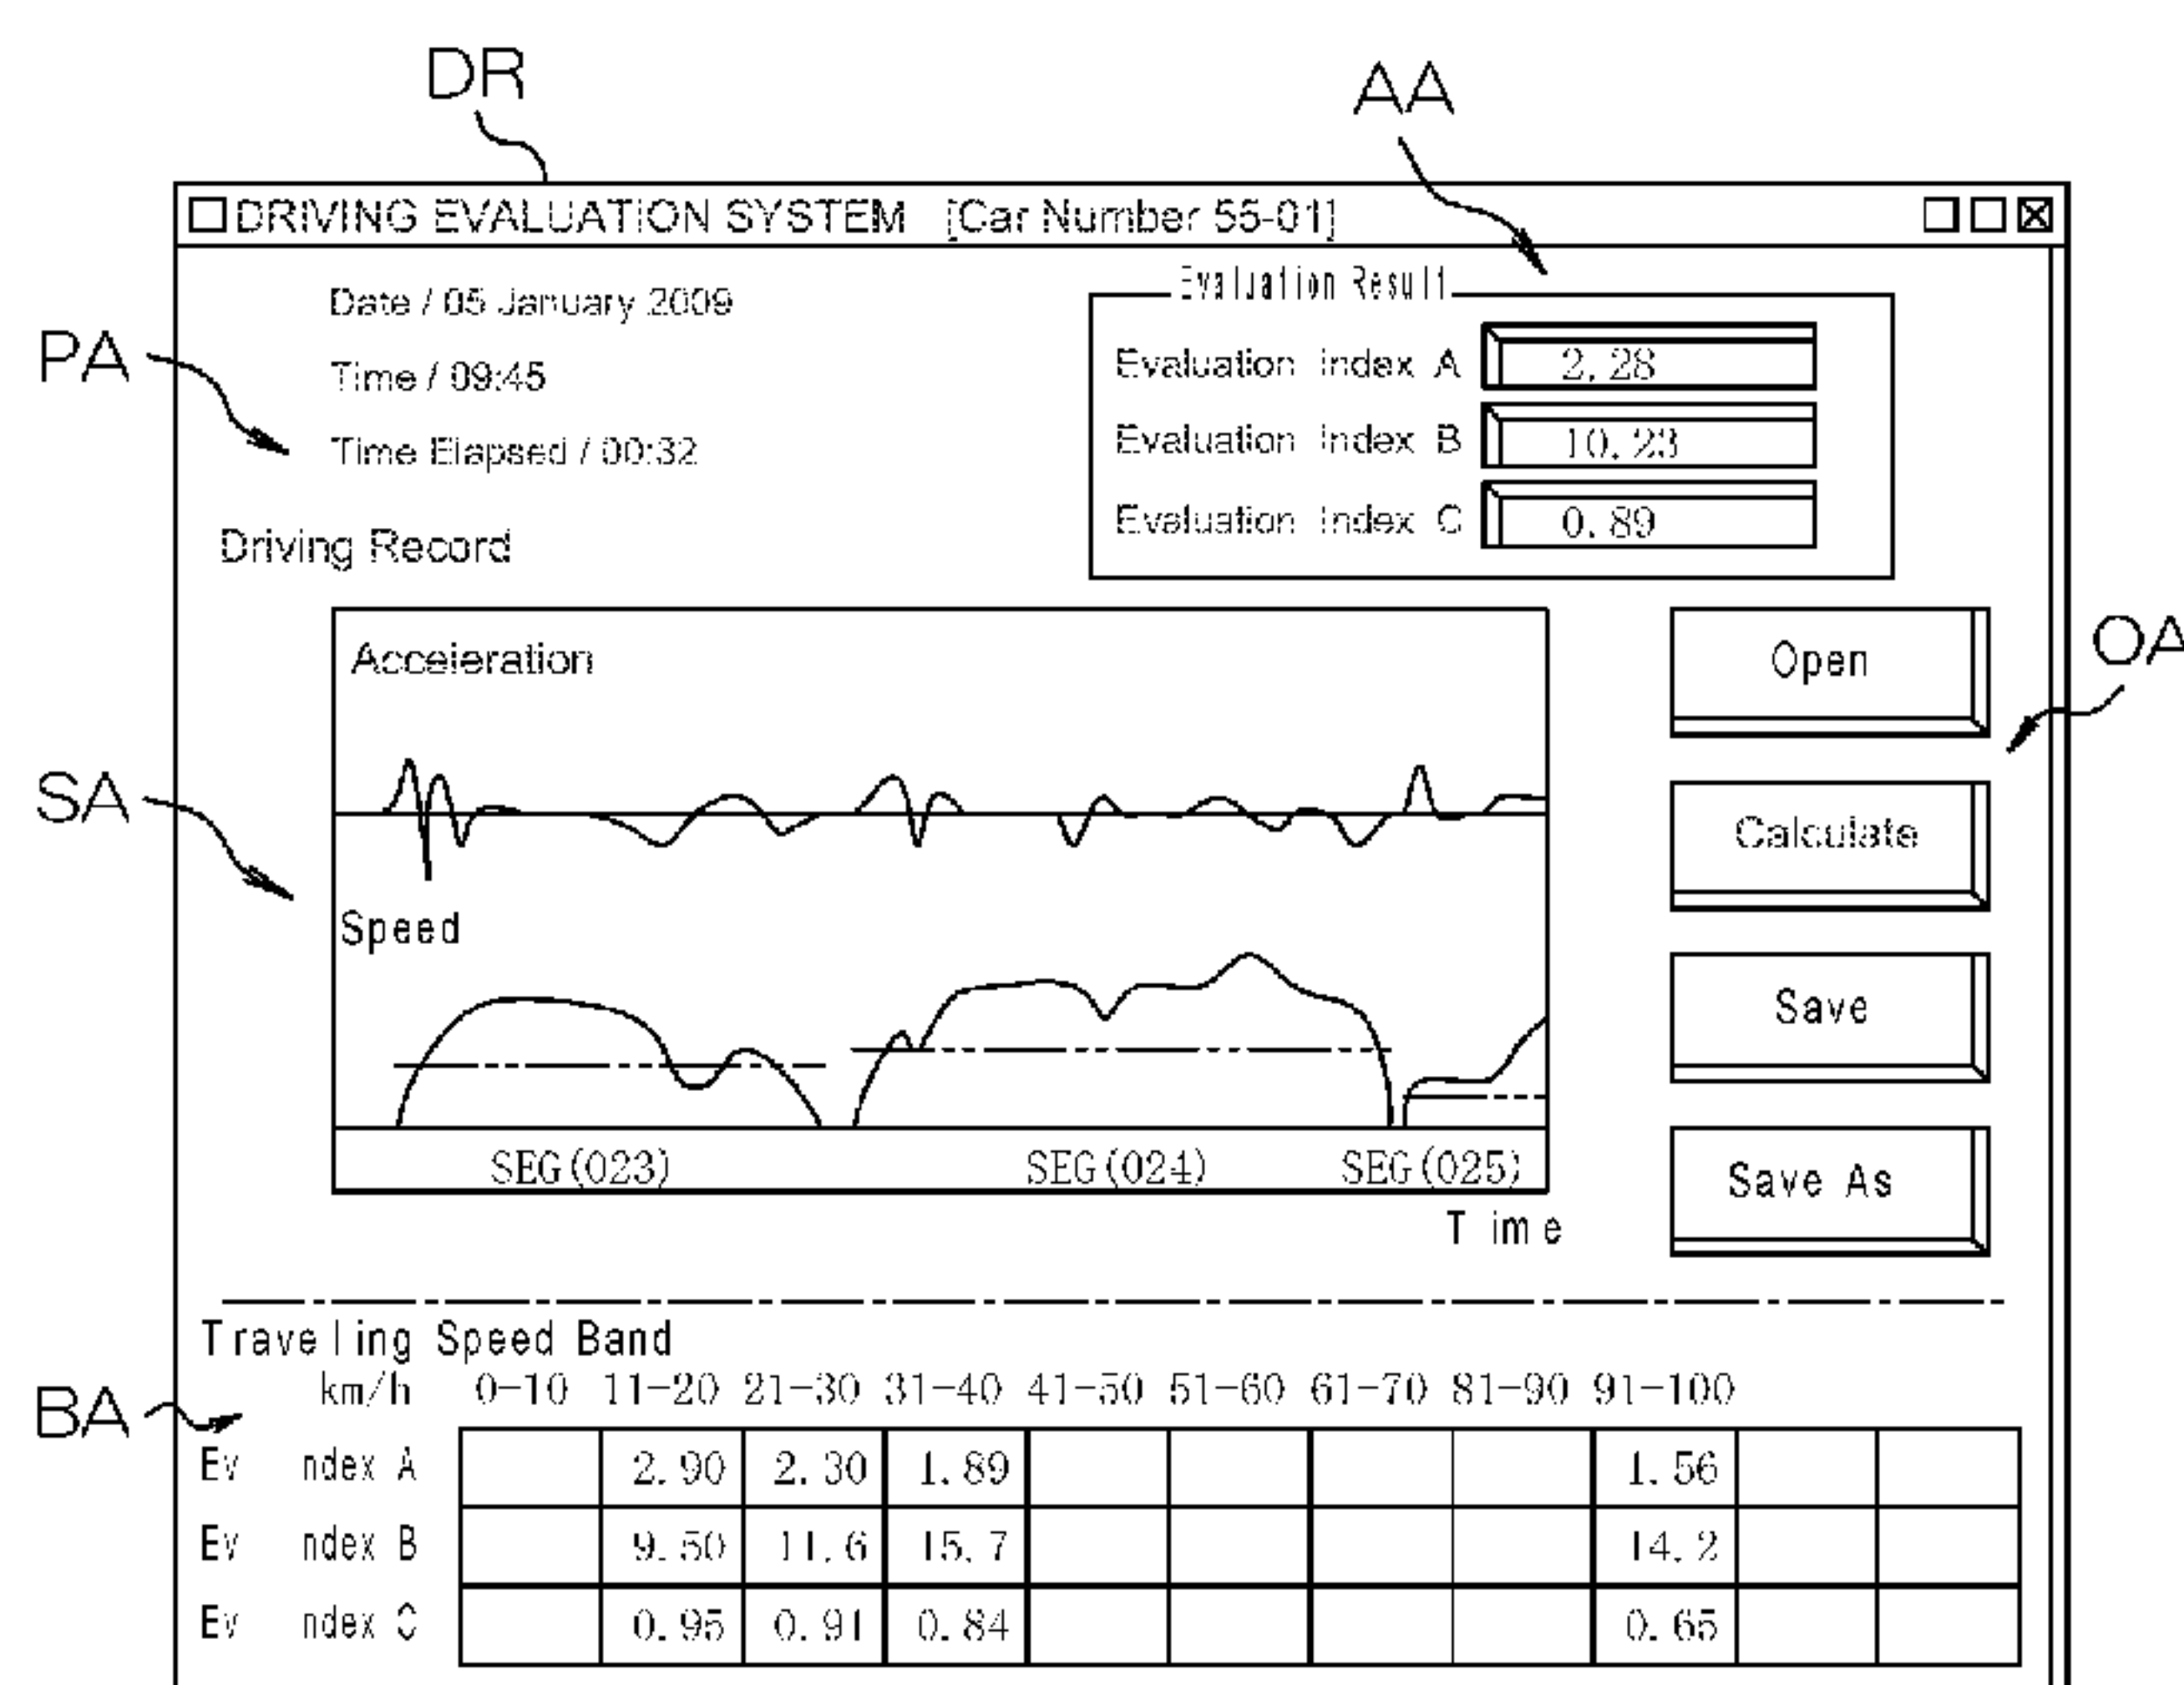 DR
AA
DRIVING EVALUATION SYSTEM [Car Number 55-01]
Date / 05 January 2009
Evaluation Result
PA
Time / 09:45
Evaluation Index A 2.28
Time Elapsed / 00:32
Evaluation Index B 10.23
Evaluation Index C 0.89
Driving Record
Acceleration
Open
OA
SA
Calculate
Speed
Save
SEG(023) SEG(024) SEG(025)
Save As
Time
Traveling Speed Band
BA
km/h 0-10 11-20 21-30 31-40 41-50 51-60 61-70 81-90 91-100
Ev ndex A 2.90 2.30 1.89 1.56
Ev ndex B 9.50 11.6 15.7 14.2
Ev ndex C 0.95 0.91 0.84 0.65